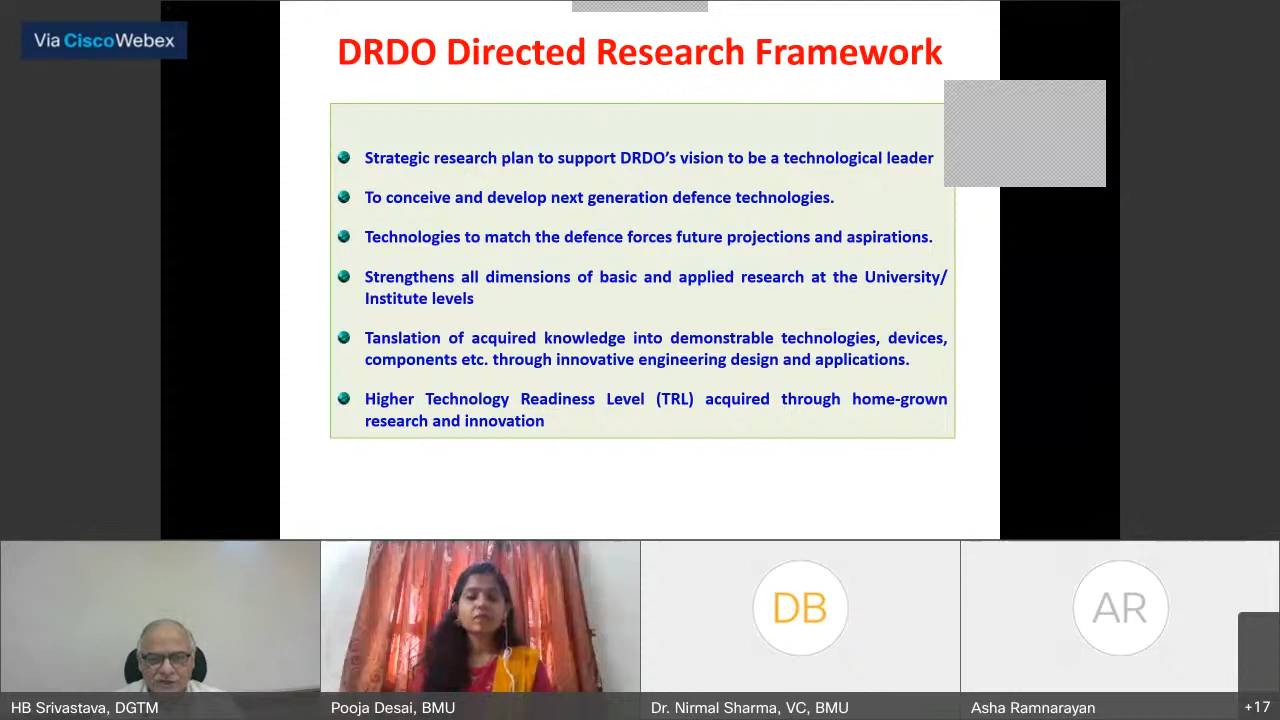 Via Cisco Webex
DRDO Directed Research Framework
Strategic research plan to support DRDO's vision to be a technological leader
To conceive and develop next generation defence technologies.
Technologies to match the defence forces future projections and aspirations.
Strengthens all dimensions of basic and applied research at the University/
Institute levels
Tanslation of acquired knowledge into demonstrable technologies, devices,
components etc. through innovative engineering design and applications.
Higher Technology Readiness Level (TRL) acquired through home-grown
research and innovation
DB
AR
HB Srivastava, DGTM
Pooja Desai, BMU
Dr. Nirmal Sharma, VC, BMU
Asha Ramnarayan
+17